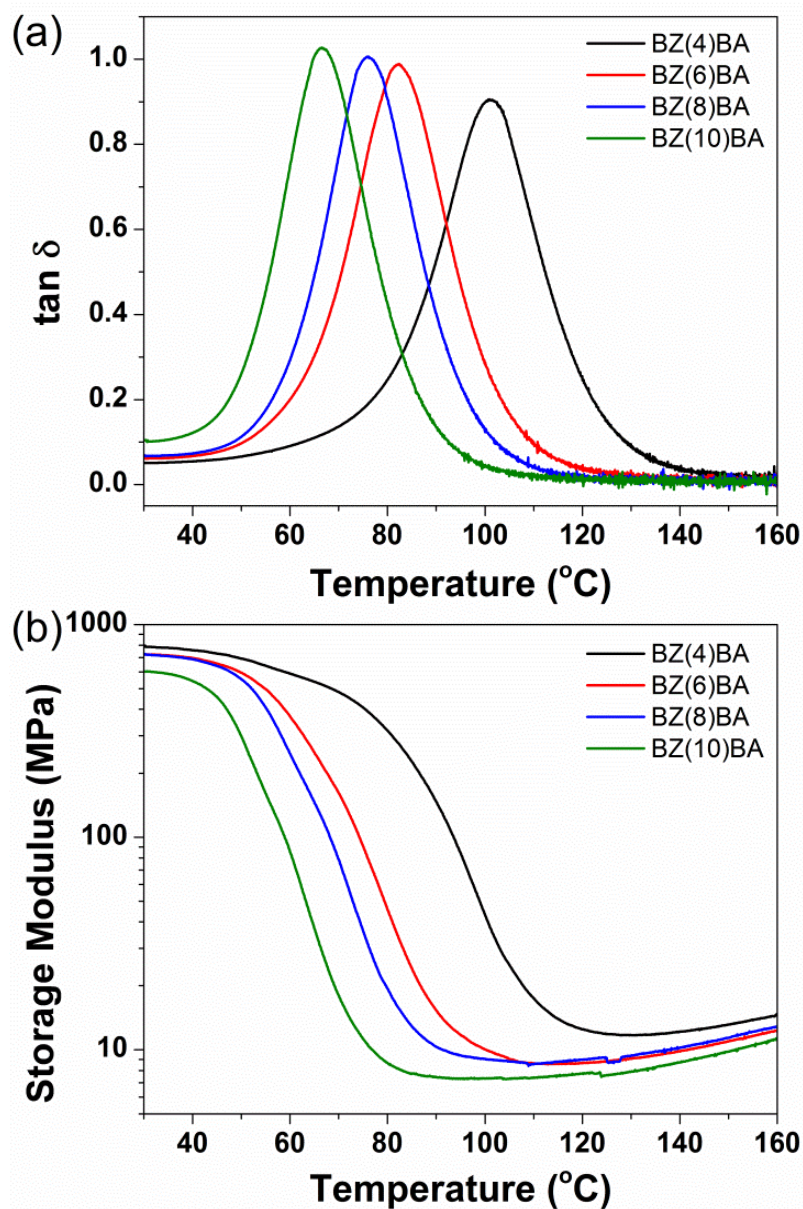 (a)
1.0
0.8
0.6
0.4
0.2
0.0
tan δ
BZ(4)BA
BZ(6)BA
BZ(8)BA
BZ(10)BA
40 60 80 100 120 140 160
Temperature (°C)
(b)
1000
100
10
Storage Modulus (MPa)
BZ(4)BA
BZ(6)BA
BZ(8)BA
BZ(10)BA
40 60 80 100 120 140 160
Temperature (°C)